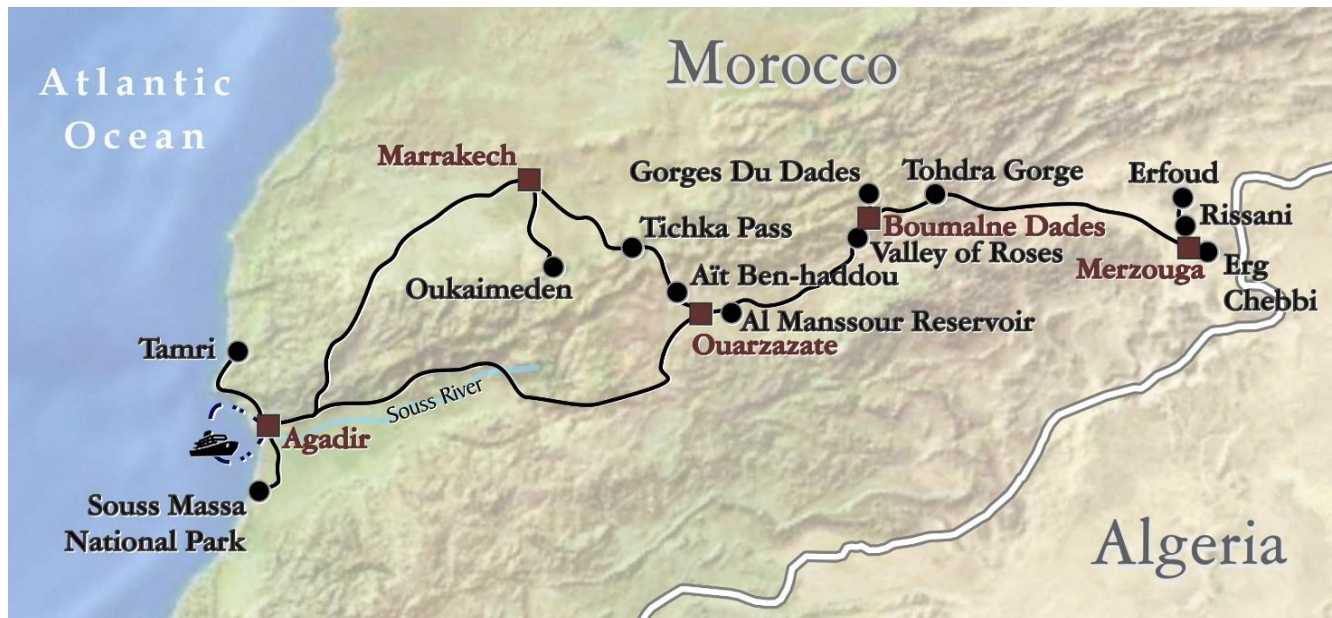 Atlantic
Ocean
Morocco
Marrakech
Gorges Du Dades
Tohdra Gorge
Erfoud
Rissani
Tichka Pass
Boumalne Dades
Valley of Roses
Merzouga
Erg
Chebbi
Oukaimeden
Aït Ben-haddou
Al Manssour Reservoir
Ouarzazate
Tamri
Souss River
Agadir
Souss Massa
National Park
Algeria